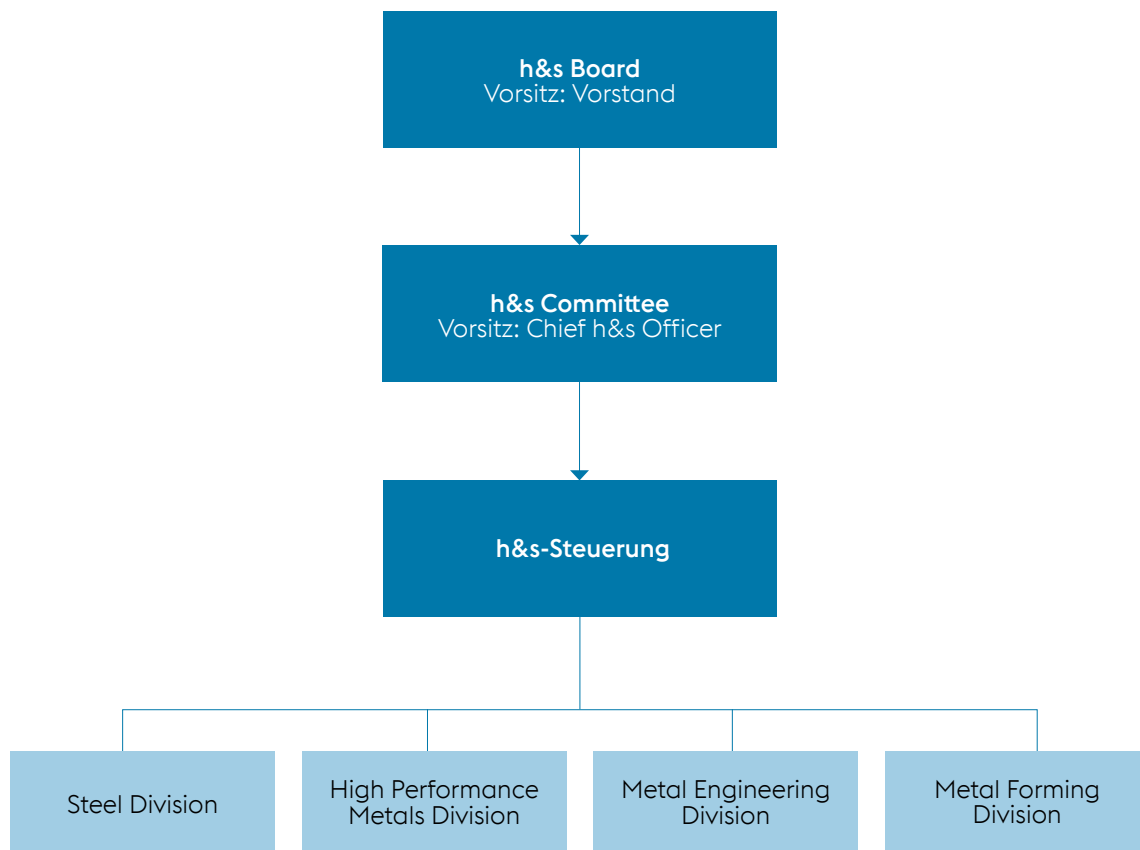 h&s Board
Vorsitz: Vorstand
h&s Committee
Vorsitz: Chief h&s Officer
h&s-Steuerung
Steel Division
High Performance
Metals Division
Metal Engineering
Division
Metal Forming
Division